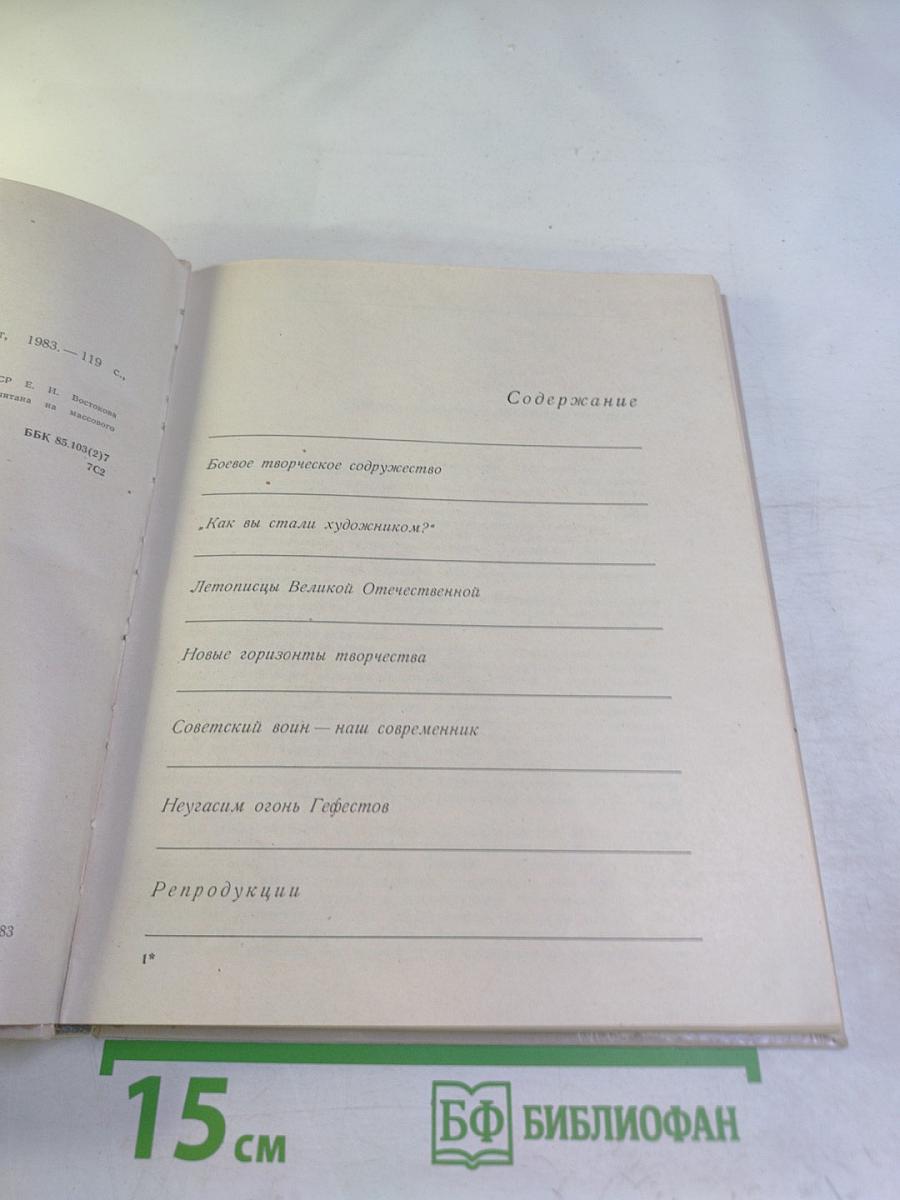 1983. — 119 с.,
Е. И. Востокова
на массового
ББК 85.103(2)7
7С2
83
Содержание
Боевое творческое содружество
„Как вы стали художником?“
Летописцы Великой Отечественной
Новые горизонты творчества
Советский воин — наш современник
Неугасим огонь Гефестов
Репродукции
1*
15 см
БФ БИБЛИОФАН